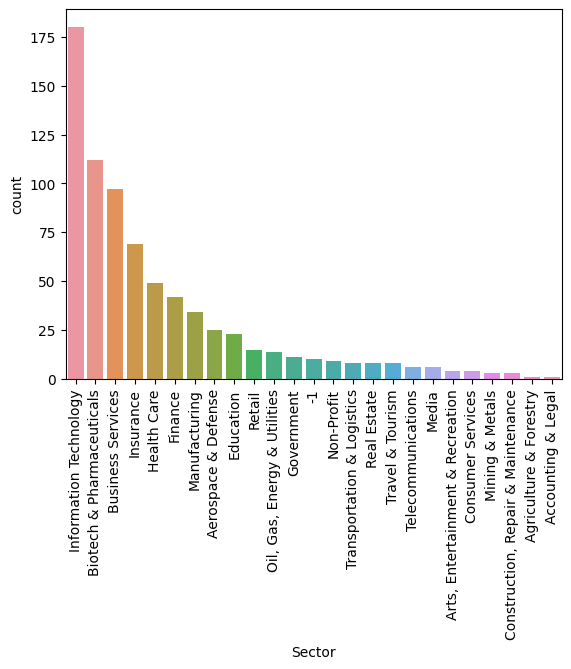 175
150
125
100
75
50
25
0
count
Information Technology
Biotech & Pharmaceuticals
Business Services
Insurance
Health Care
Finance
Manufacturing
Aerospace & Defense
Education
Retail
Oil, Gas, Energy & Utilities
Government
-1
Non-Profit
Transportation & Logistics
Real Estate
Travel & Tourism
Telecommunications
Media
Arts, Entertainment & Recreation
Consumer Services
Mining & Metals
Construction, Repair & Maintenance
Agriculture & Forestry
Accounting & Legal
Sector